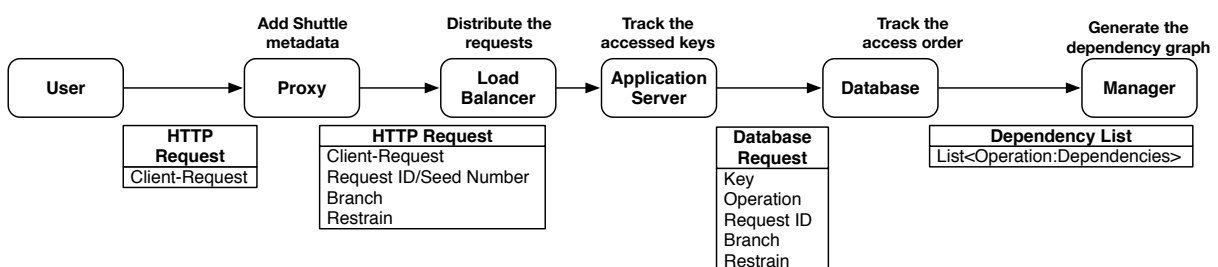 Add Shuttle
metadata
Distribute the
requests
Track the
accessed keys
Track the
access order
Generate the
dependency graph
User
Proxy
Load
Balancer
Application
Server
Database
Manager
HTTP
Request
Client-Request
HTTP Request
Client-Request
Request ID/Seed Number
Branch
Restrain
Database
Request
Key
Operation
Request ID
Branch
Restrain
Dependency List
List<Operation:Dependencies>